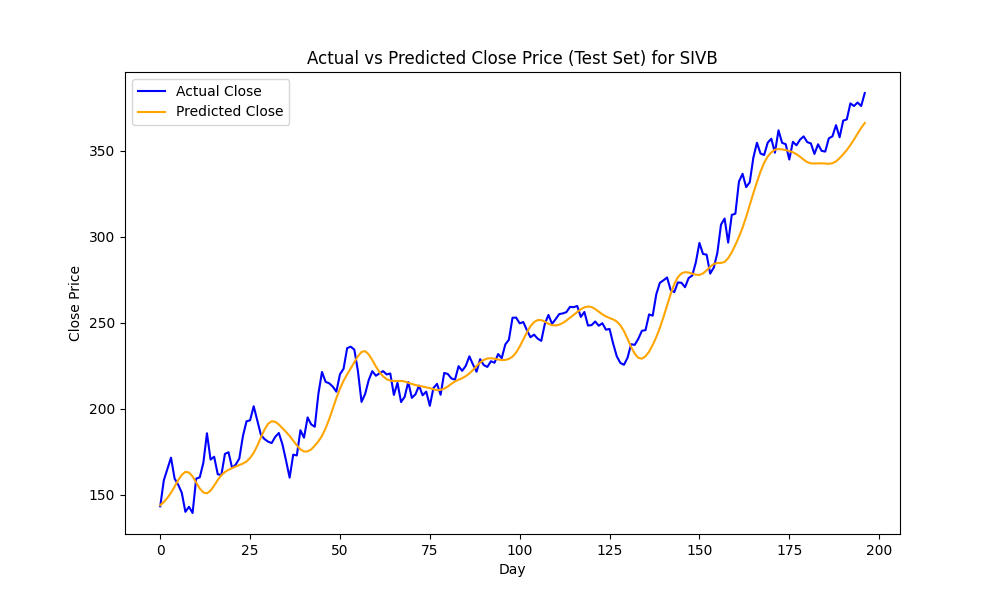 Actual vs Predicted Close Price (Test Set) for SIVB
Actual Close
Predicted Close
Close Price
350
300
250
200
150
0 25 50 75 100 125 150 175 200
Day